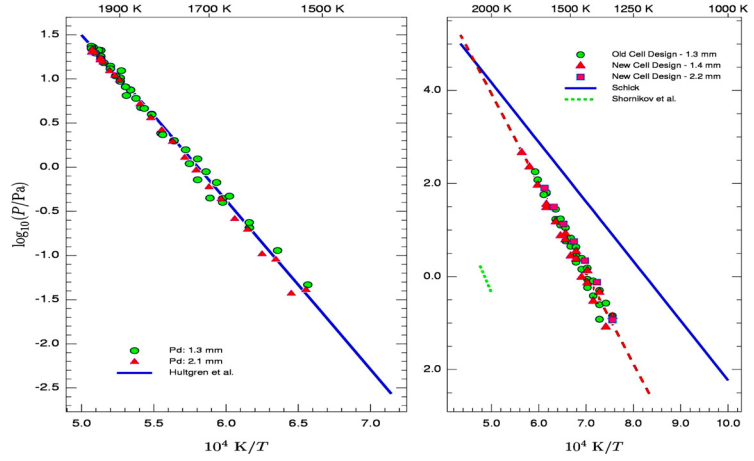 1900 K 1700 K 1500 K
2000 K 1500 K 1250 K 1000 K
1.5
1.0
0.5
0.0
-0.5
-1.0
-1.5
-2.0
-2.5
log10(P/Pa)
Pd: 1.3 mm
Pd: 2.1 mm
Hultgren et al.
5.0 5.5 6.0 6.5 7.0
10^4 K/T
4.0
2.0
0.0
2.0
Old Cell Design - 1.3 mm
New Cell Design - 1.4 mm
New Cell Design - 2.2 mm
Schick
Shornikov et al.
5.0 6.0 7.0 8.0 9.0 10.0
10^4 K/T